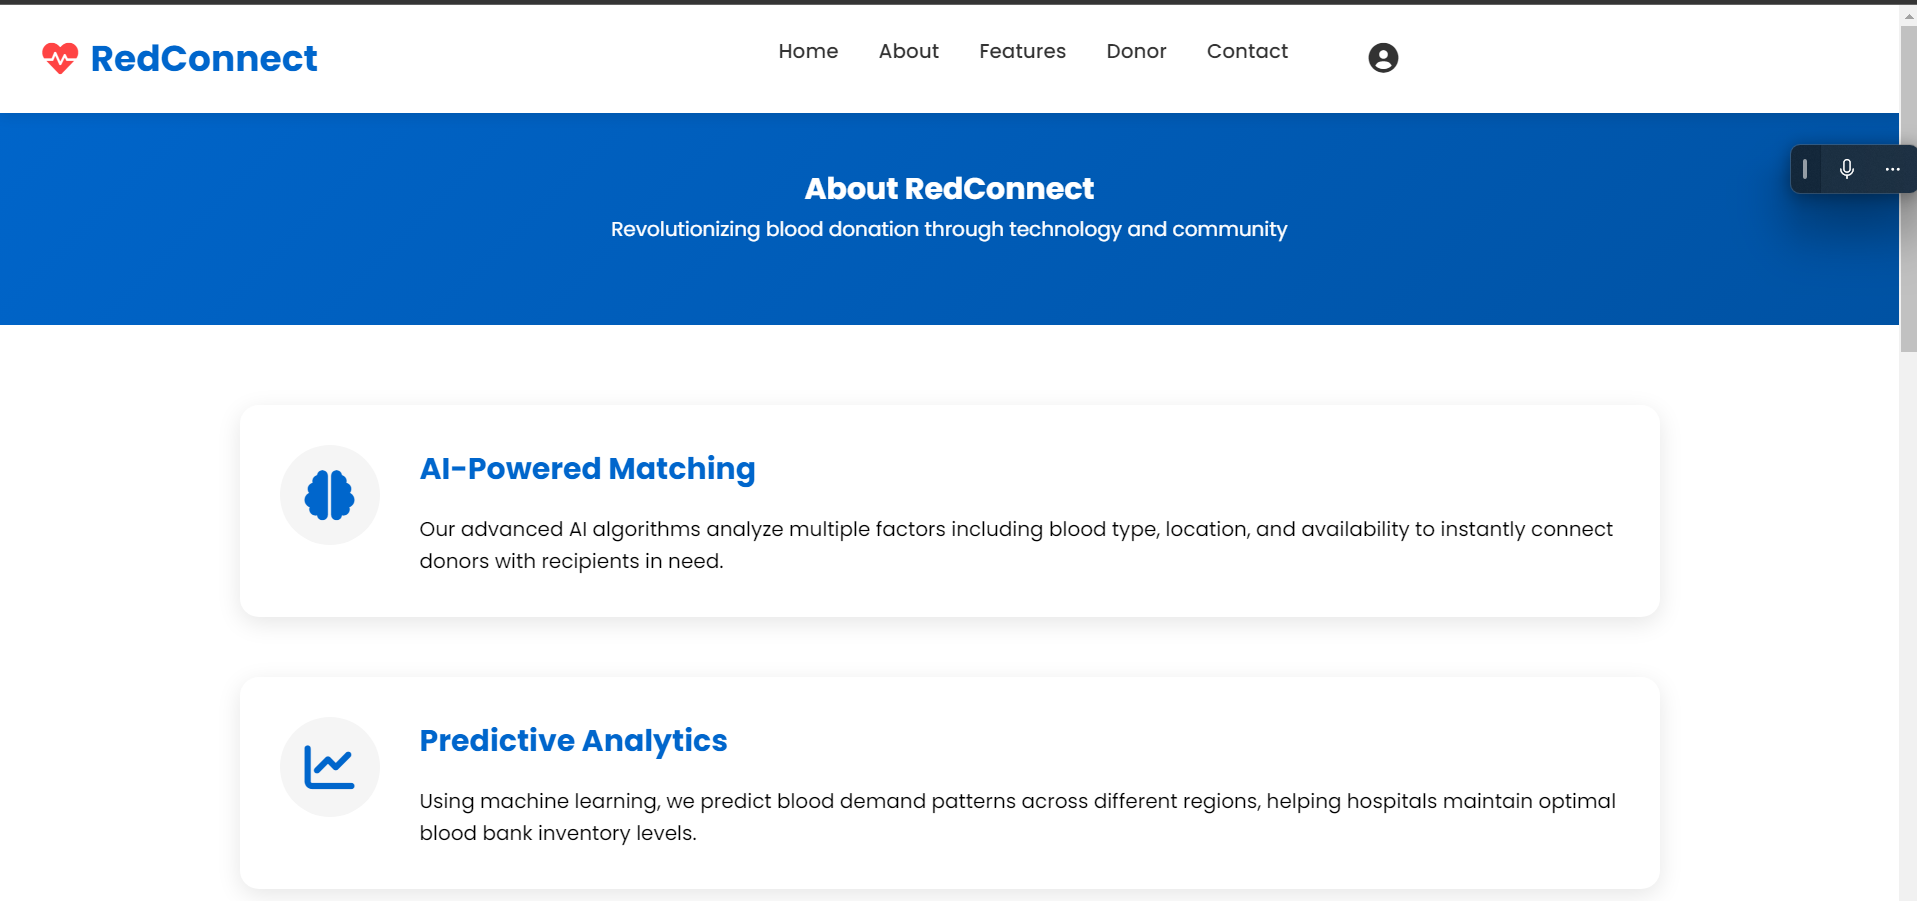 RedConnect
Home About Features Donor Contact
About RedConnect
Revolutionizing blood donation through technology and community
AI-Powered Matching
Our advanced AI algorithms analyze multiple factors including blood type, location, and availability to instantly connect
donors with recipients in need.
Predictive Analytics
Using machine learning, we predict blood demand patterns across different regions, helping hospitals maintain optimal
blood bank inventory levels.